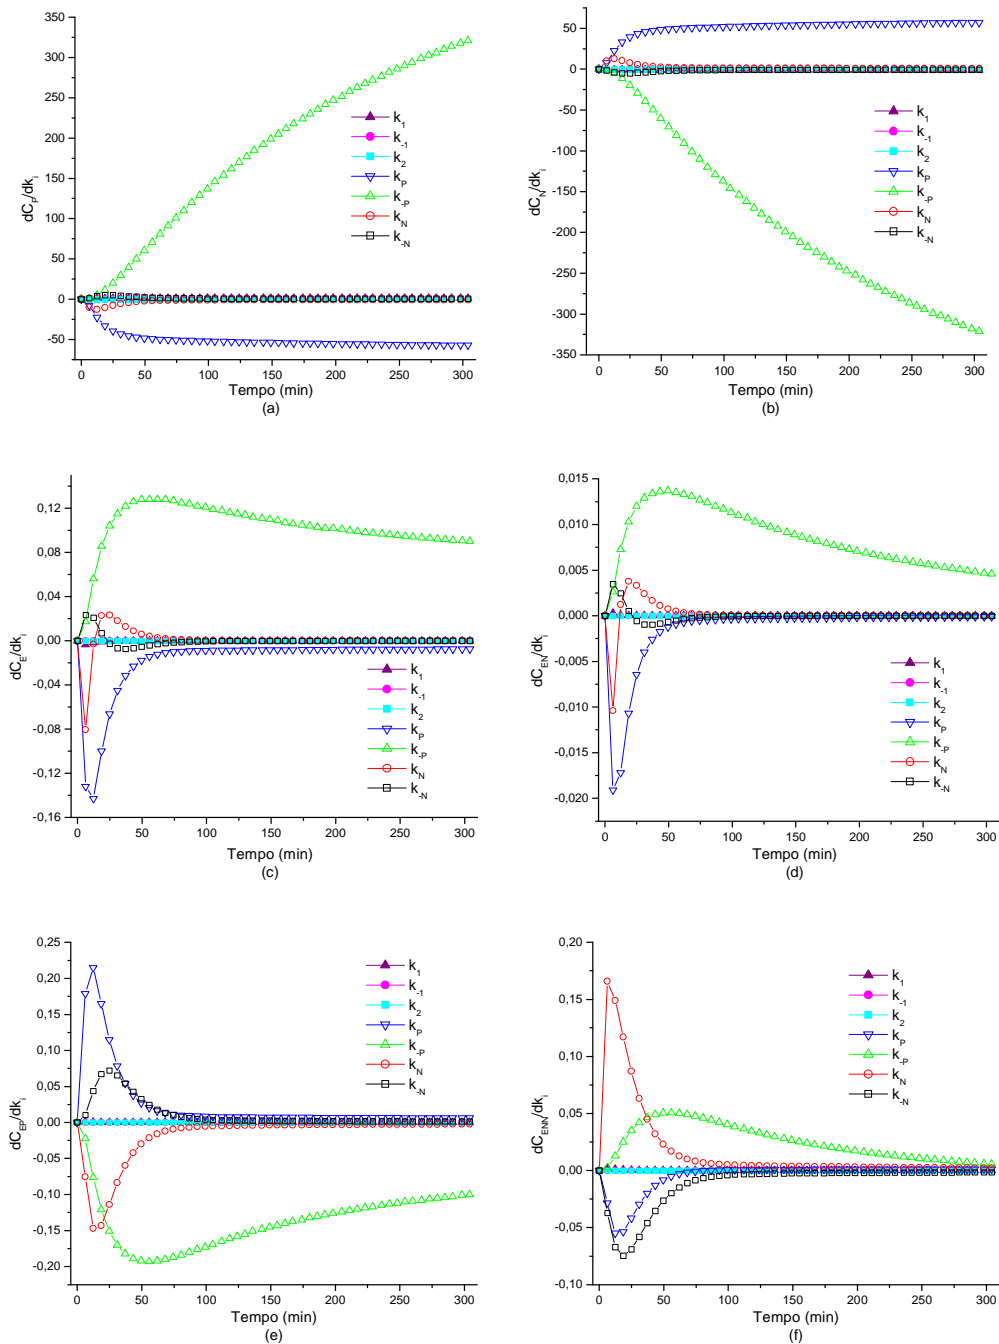 350
300
250
200
150
100
50
0
-50
dC_P/dk_i
k_1
k_-1
k_2
k_P
k_-P
k_N
k_-N
0 50 100 150 200 250 300
Tempo (min)
(a)
50
0
-50
-100
-150
-200
-250
-300
-350
dC_N/dk_i
k_1
k_-1
k_2
k_P
k_-P
k_N
k_-N
0 50 100 150 200 250 300
Tempo (min)
(b)
0,12
0,08
0,04
0,00
-0,04
-0,08
-0,12
-0,16
dC_E/dk_i
k_1
k_-1
k_2
k_P
k_-P
k_N
k_-N
0 50 100 150 200 250 300
Tempo (min)
(c)
0,015
0,010
0,005
0,000
-0,005
-0,010
-0,015
-0,020
dC_EN/dk_i
k_1
k_-1
k_2
k_P
k_-P
k_N
k_-N
0 50 100 150 200 250 300
Tempo (min)
(d)
0,25
0,20
0,15
0,10
0,05
0,00
-0,05
-0,10
-0,15
-0,20
dC_EP/dk_i
k_1
k_-1
k_2
k_P
k_-P
k_N
k_-N
0 50 100 150 200 250 300
Tempo (min)
(e)
0,20
0,15
0,10
0,05
0,00
-0,05
-0,10
dC_ENN/dk_i
k_1
k_-1
k_2
k_P
k_-P
k_N
k_-N
0 50 100 150 200 250 300
Tempo (min)
(f)